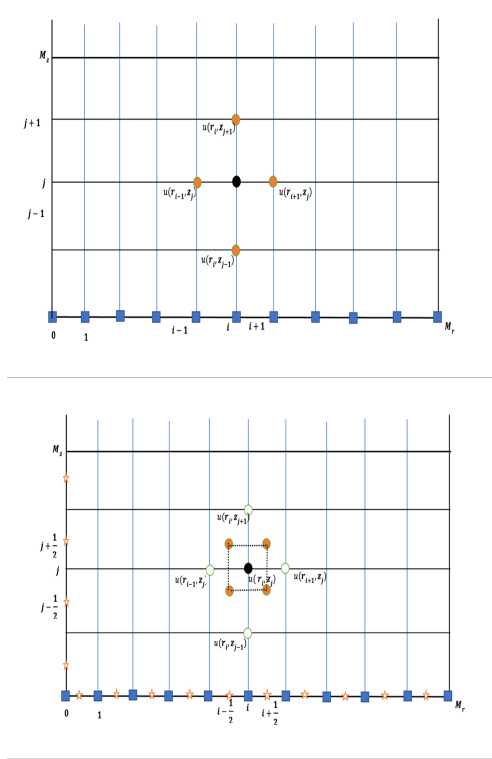 M_z
j+1
u(r_i,z_{j+1})
j
u(r_{i-1},z_j)
u(r_{i+1},z_j)
j−1
u(r_i,z_{j-1})
0 1 i−1 i i+1 M_r
M_z
u(r_i,z_{j+1})
j+1/2
j
u(r_{i-1},z_j)
u(r_i,z_j)
u(r_{i+1},z_j)
j−1/2
u(r_i,z_{j-1})
0 1 i−1/2 i i+1/2 M_r